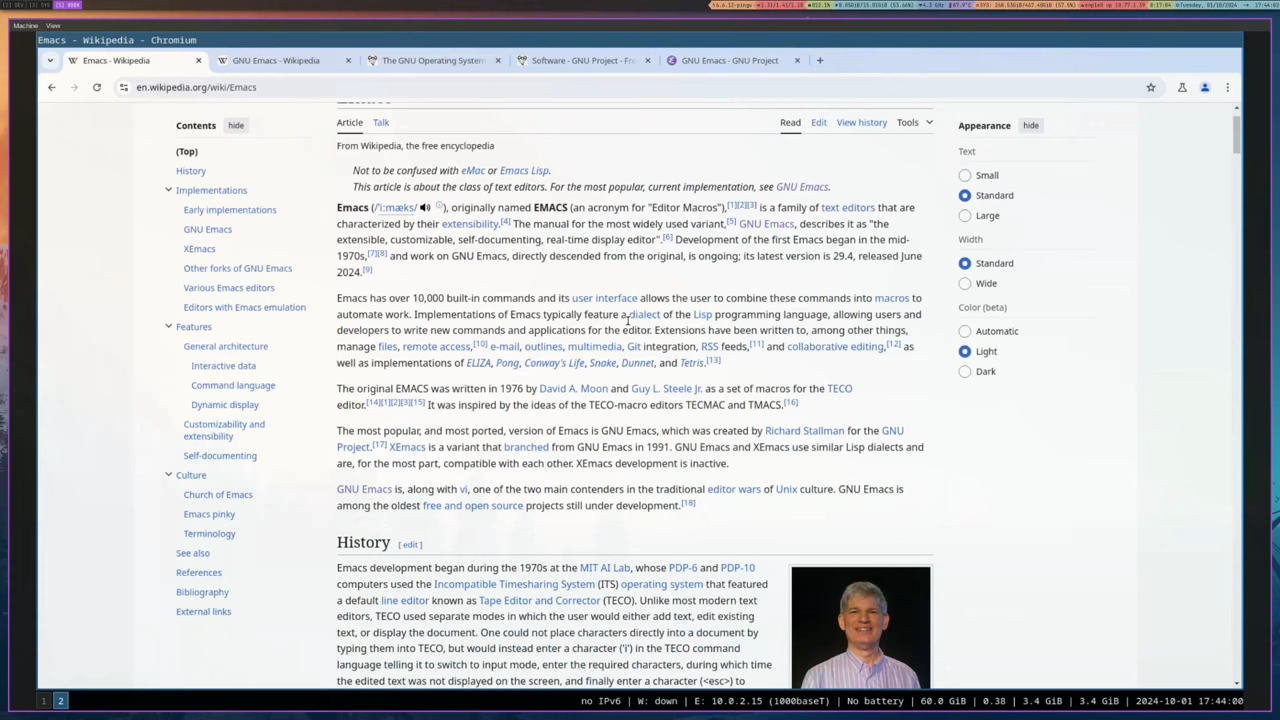 [1] DEV [3] SYS [5] BOOK
Machine View
Emacs - Wikipedia - Chromium
Emacs - Wikipedia
GNU Emacs - Wikipedia
The GNU Operating System
Software - GNU Project - Fre
GNU Emacs - GNU Project
en.wikipedia.org/wiki/Emacs
Contents hide
(Top)
History
Implementations
Early implementations
GNU Emacs
XEmacs
Other forks of GNU Emacs
Various Emacs editors
Editors with Emacs emulation
Features
General architecture
Interactive data
Command language
Dynamic display
Customizability and
extensibility
Self-documenting
Culture
Church of Emacs
Emacs pinky
Terminology
See also
References
Bibliography
External links
Article Talk Read Edit View history Tools
From Wikipedia, the free encyclopedia
Not to be confused with eMac or Emacs Lisp.
This article is about the class of text editors. For the most popular, current implementation, see GNU Emacs.
Emacs (/ˈiːmæks/ ), originally named EMACS (an acronym for "Editor Macros"),[1][2][3] is a family of text editors that are
characterized by their extensibility.[4] The manual for the most widely used variant,[5] GNU Emacs, describes it as "the
extensible, customizable, self-documenting, real-time display editor".[6] Development of the first Emacs began in the mid-
1970s,[7][8] and work on GNU Emacs, directly descended from the original, is ongoing; its latest version is 29.4, released June
2024.[9]
Emacs has over 10,000 built-in commands and its user interface allows the user to combine these commands into macros to
automate work. Implementations of Emacs typically feature a dialect of the Lisp programming language, allowing users and
developers to write new commands and applications for the editor. Extensions have been written to, among other things,
manage files, remote access,[10] e-mail, outlines, multimedia, Git integration, RSS feeds,[11] and collaborative editing,[12] as
well as implementations of ELIZA, Pong, Conway's Life, Snake, Dunnet, and Tetris.[13]
The original EMACS was written in 1976 by David A. Moon and Guy L. Steele Jr. as a set of macros for the TECO
editor.[14][1][2][3][15] It was inspired by the ideas of the TECO-macro editors TECMAC and TMACS.[16]
The most popular, and most ported, version of Emacs is GNU Emacs, which was created by Richard Stallman for the GNU
Project.[17] XEmacs is a variant that branched from GNU Emacs in 1991. GNU Emacs and XEmacs use similar Lisp dialects and
are, for the most part, compatible with each other. XEmacs development is inactive.
GNU Emacs is, along with vi, one of the two main contenders in the traditional editor wars of Unix culture. GNU Emacs is
among the oldest free and open source projects still under development.[18]
History [ edit ]
Emacs development began during the 1970s at the MIT AI Lab, whose PDP-6 and PDP-10
computers used the Incompatible Timesharing System (ITS) operating system that featured
a default line editor known as Tape Editor and Corrector (TECO). Unlike most modern text
editors, TECO used separate modes in which the user would either add text, edit existing
text, or display the document. One could not place characters directly into a document by
typing them into TECO, but would instead enter a character ('i') in the TECO command
language telling it to switch to input mode, enter the required characters, during which time
the edited text was not displayed on the screen, and finally enter a character (<esc>) to
Appearance hide
Text
Small
Standard
Large
Width
Standard
Wide
Color (beta)
Automatic
Light
Dark
1 2
no IPv6 | W: down | E: 10.0.2.15 (1000baseT) | No battery | 60.0 GiB | 0.38 | 3.4 GiB | 3.4 GiB | 2024-10-01 17:44:00